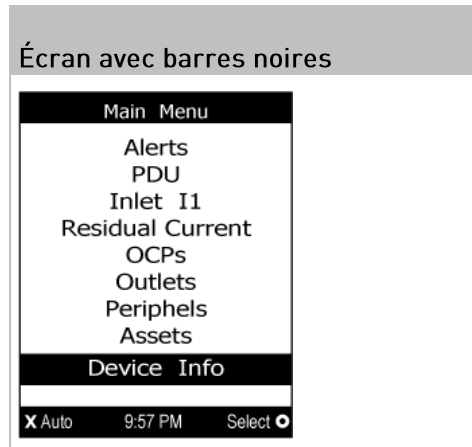 Écran avec barres noires
Main Menu
Alerts
PDU
Inlet I1
Residual Current
OCPs
Outlets
Periphels
Assets
Device Info
X Auto 9:57 PM Select O